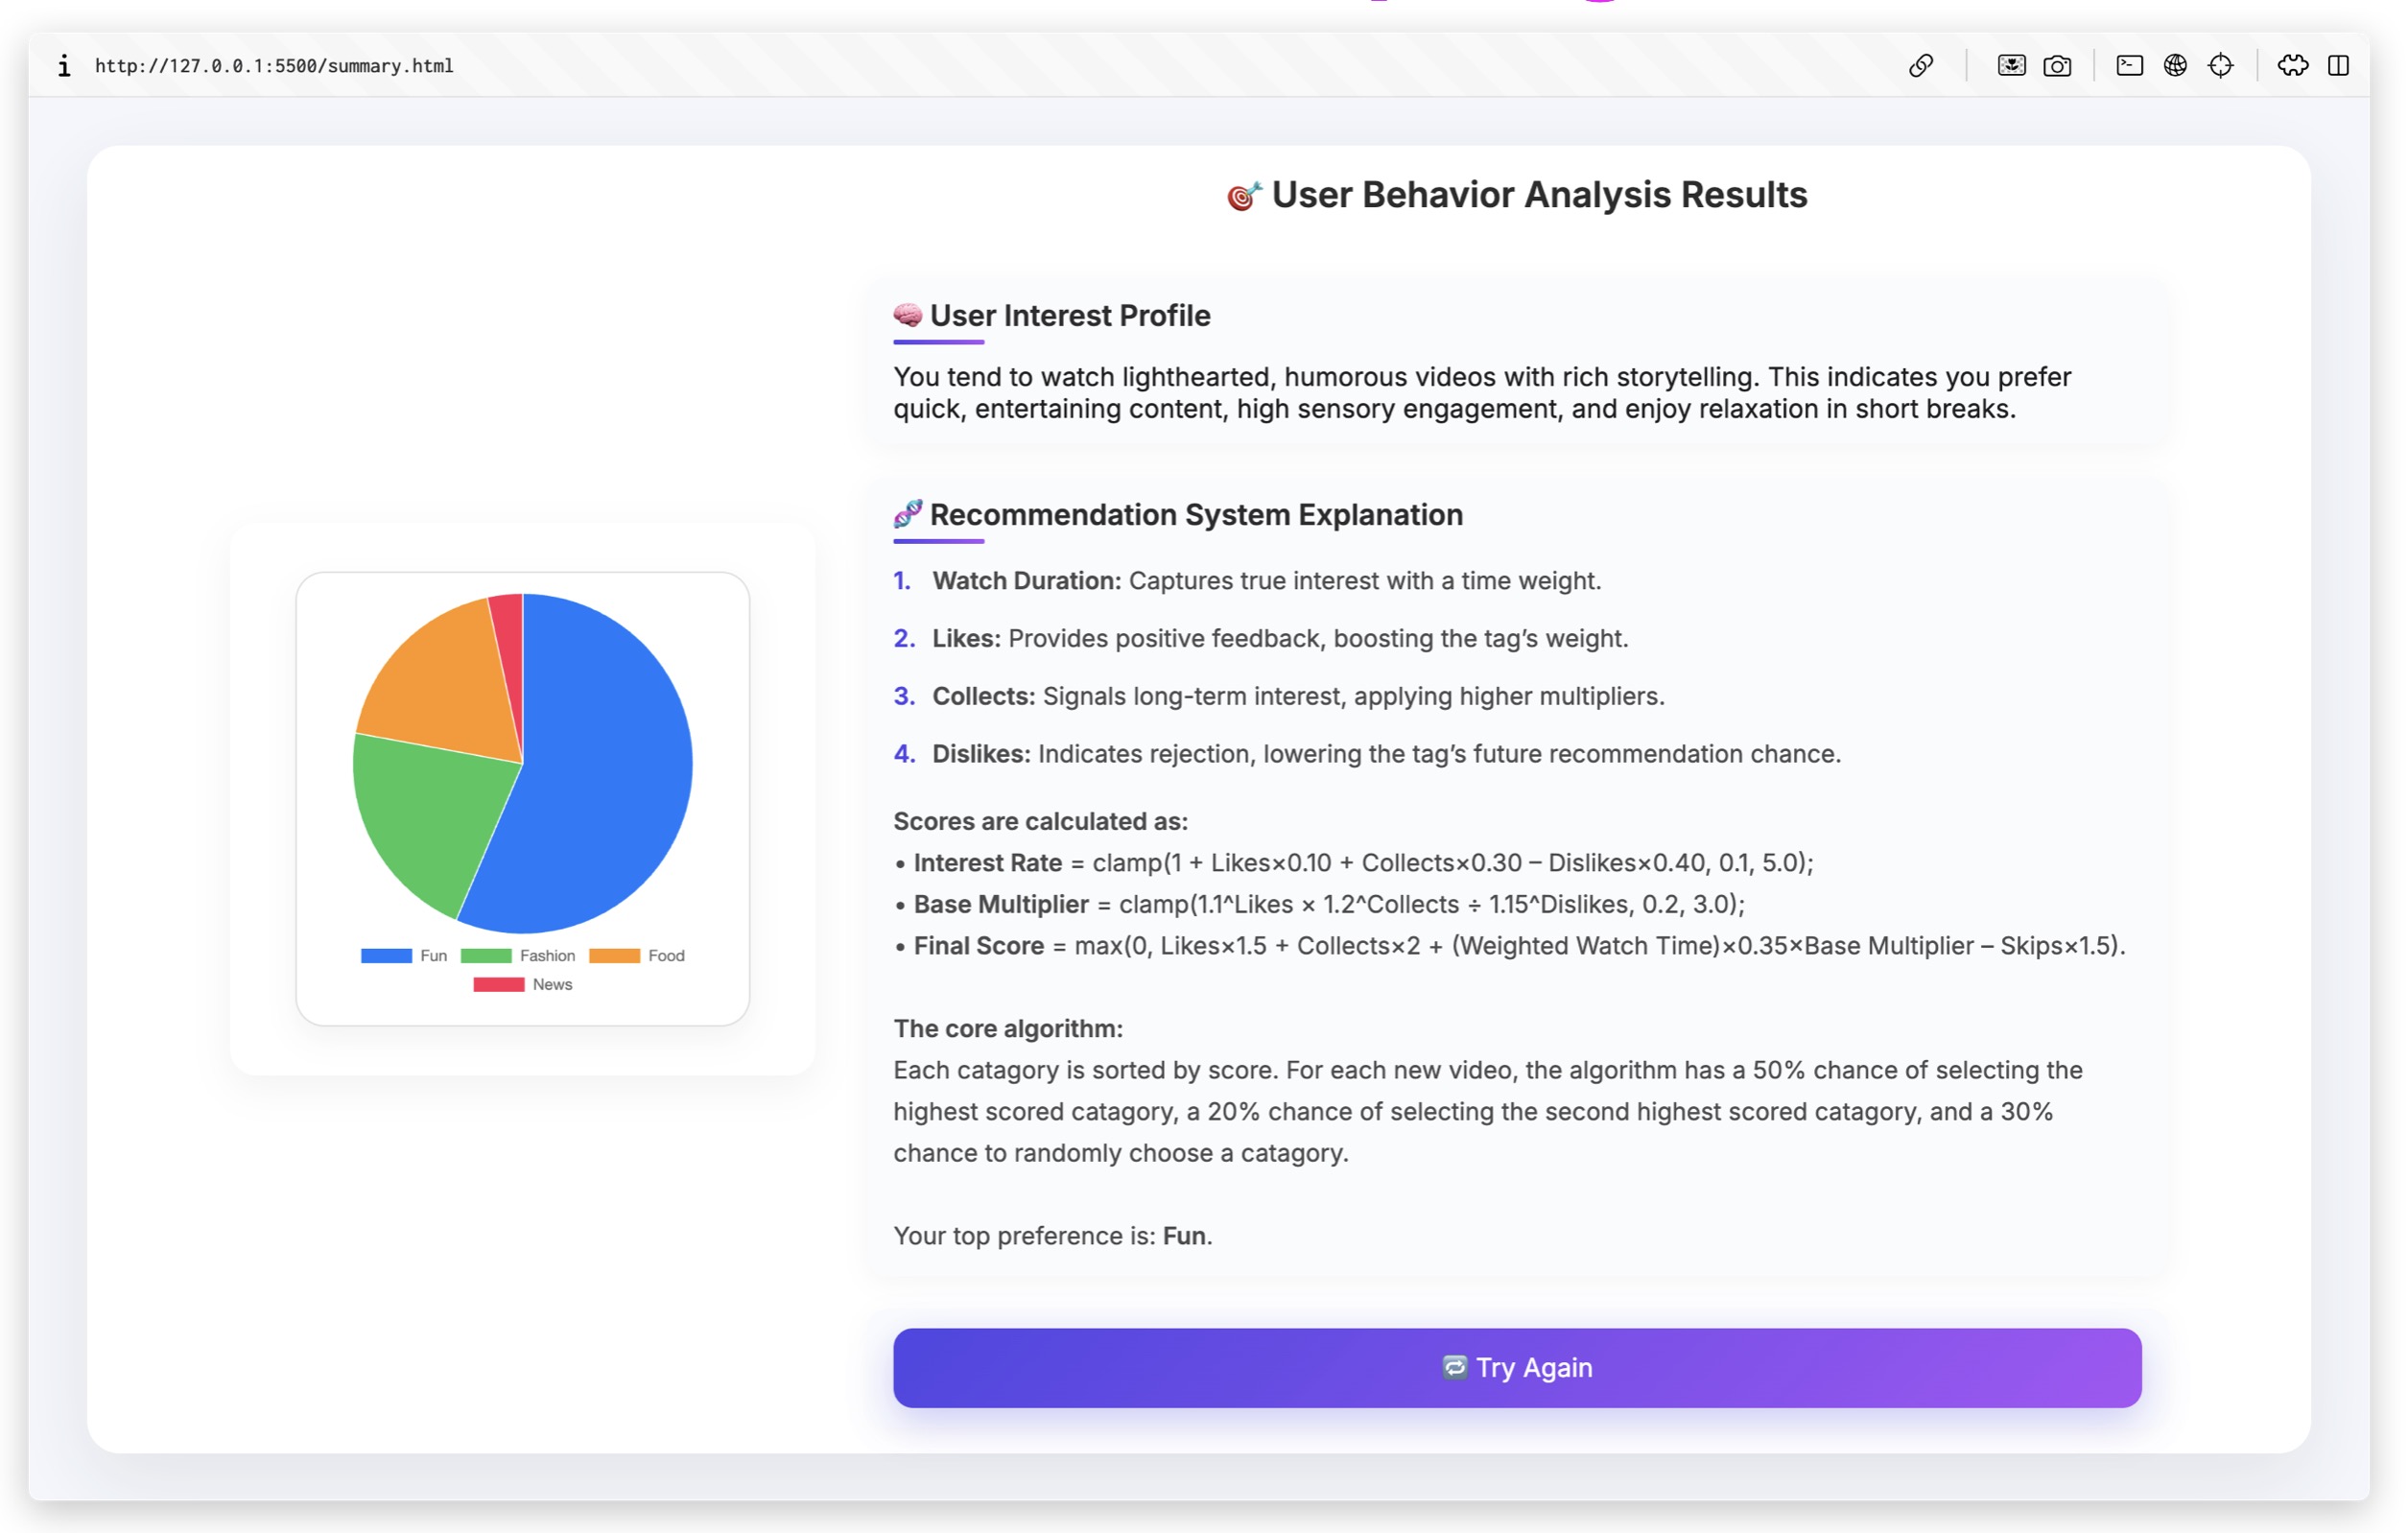 http://127.0.0.1:5500/summary.html
🎯 User Behavior Analysis Results
🧠 User Interest Profile
You tend to watch lighthearted, humorous videos with rich storytelling. This indicates you prefer
quick, entertaining content, high sensory engagement, and enjoy relaxation in short breaks.
🧬 Recommendation System Explanation
1. Watch Duration: Captures true interest with a time weight.
2. Likes: Provides positive feedback, boosting the tag’s weight.
3. Collects: Signals long-term interest, applying higher multipliers.
4. Dislikes: Indicates rejection, lowering the tag’s future recommendation chance.
Scores are calculated as:
• Interest Rate = clamp(1 + Likes×0.10 + Collects×0.30 – Dislikes×0.40, 0.1, 5.0);
• Base Multiplier = clamp(1.1^Likes × 1.2^Collects ÷ 1.15^Dislikes, 0.2, 3.0);
• Final Score = max(0, Likes×1.5 + Collects×2 + (Weighted Watch Time)×0.35×Base Multiplier – Skips×1.5).
The core algorithm:
Each catagory is sorted by score. For each new video, the algorithm has a 50% chance of selecting the
highest scored catagory, a 20% chance of selecting the second highest scored catagory, and a 30%
chance to randomly choose a catagory.
Your top preference is: Fun.
🔁 Try Again
Fun Fashion Food
News